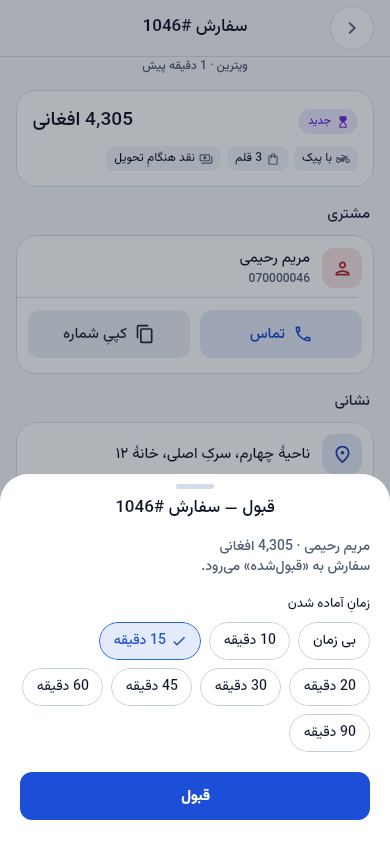 سفارش #1046
ویترین · 1 دقیقه پیش
جدید
4,305 افغانی
با پیک
3 قلم
نقد هنگامِ تحویل
مشتری
مریم رحیمی
070000046
تماس
کپیِ شماره
نشانی
ناحیهٔ چهارم، سرکِ اصلی، خانهٔ ۱۲
قبول — سفارش #1046
مریم رحیمی · 4,305 افغانی
سفارش به «قبول‌شده» می‌رود.
زمانِ آماده شدن
بی زمان
10 دقیقه
15 دقیقه
20 دقیقه
30 دقیقه
45 دقیقه
60 دقیقه
90 دقیقه
قبول